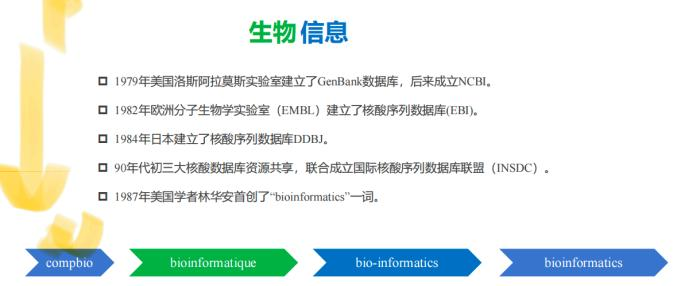 生物信息
1979年美国洛斯阿拉莫斯实验室建立了GenBank数据库，后来成立NCBI。
1982年欧洲分子生物学实验室（EMBL）建立了核酸序列数据库(EBI)。
1984年日本建立了核酸序列数据库DDBJ。
90年代初三大核酸数据库资源共享，联合成立国际核酸序列数据库联盟（INSDC）。
1987年美国学者林华安首创了“bioinformatics”一词。
compbio
bioinformatique
bio-informatics
bioinformatics